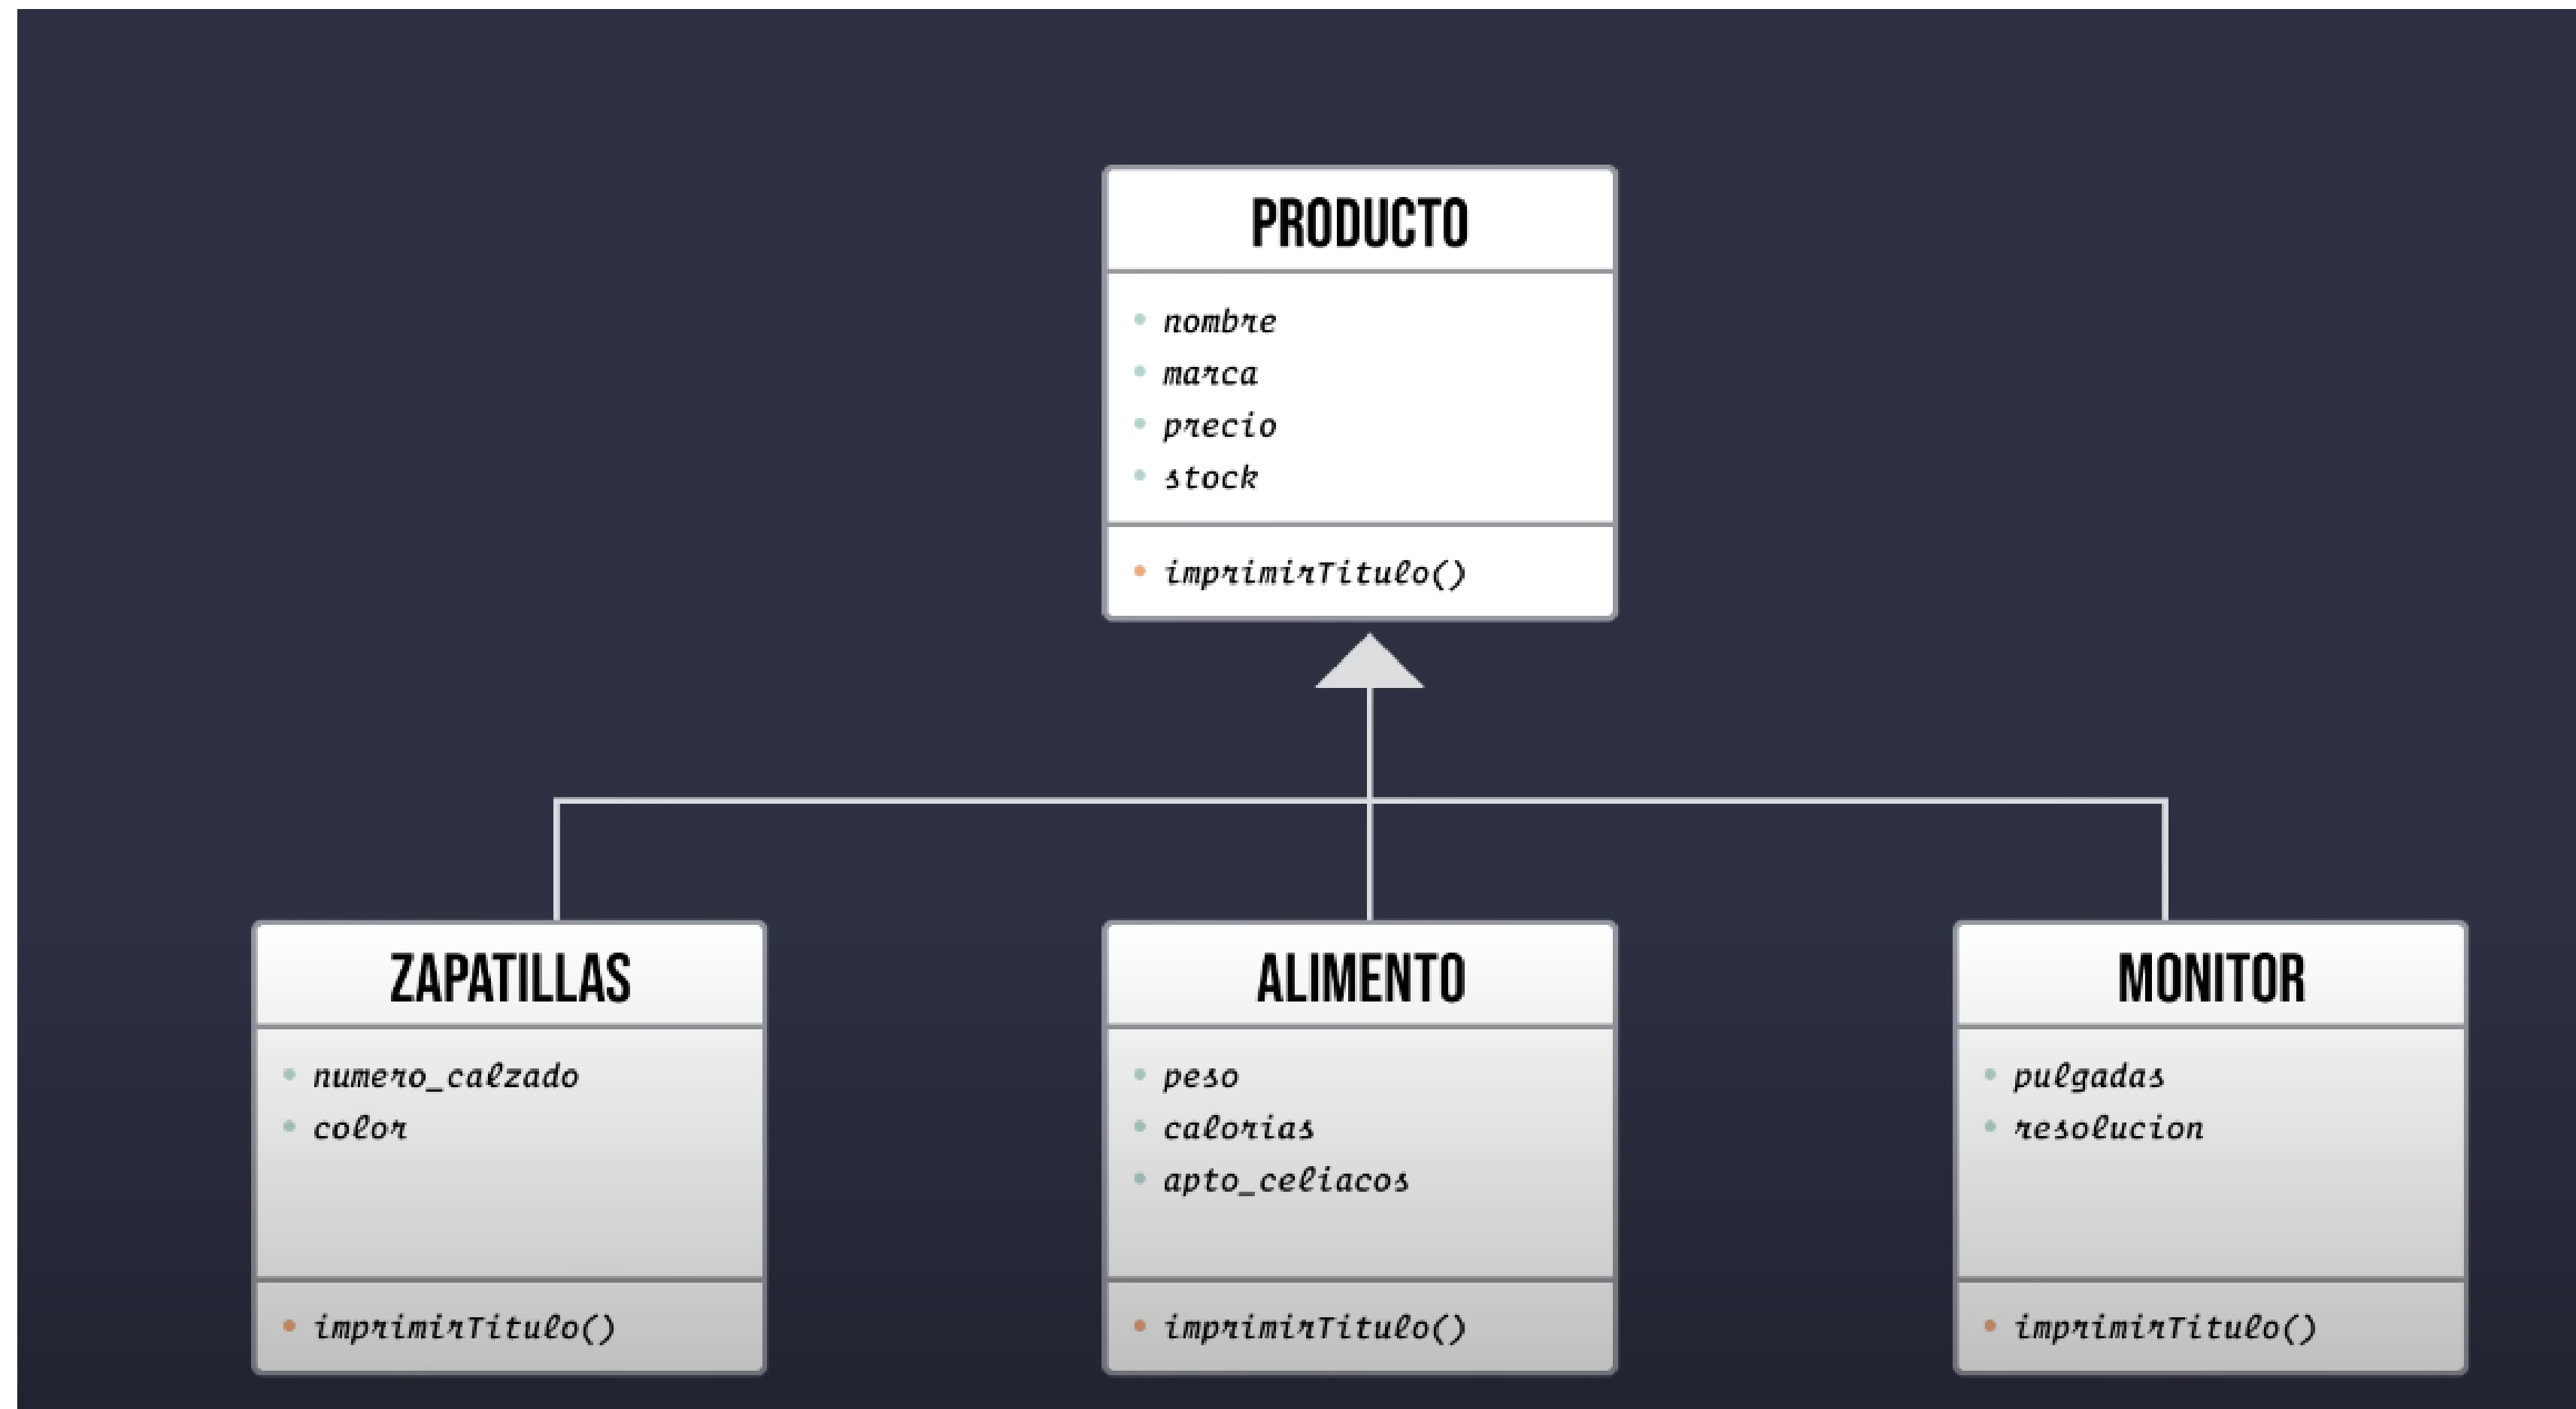 PRODUCTO
nombre
marca
precio
stock
imprimirTitulo()
ZAPATILLAS
numero_calzado
color
imprimirTitulo()
ALIMENTO
peso
calorias
apto_celiacos
imprimirTitulo()
MONITOR
pulgadas
resolucion
imprimirTitulo()